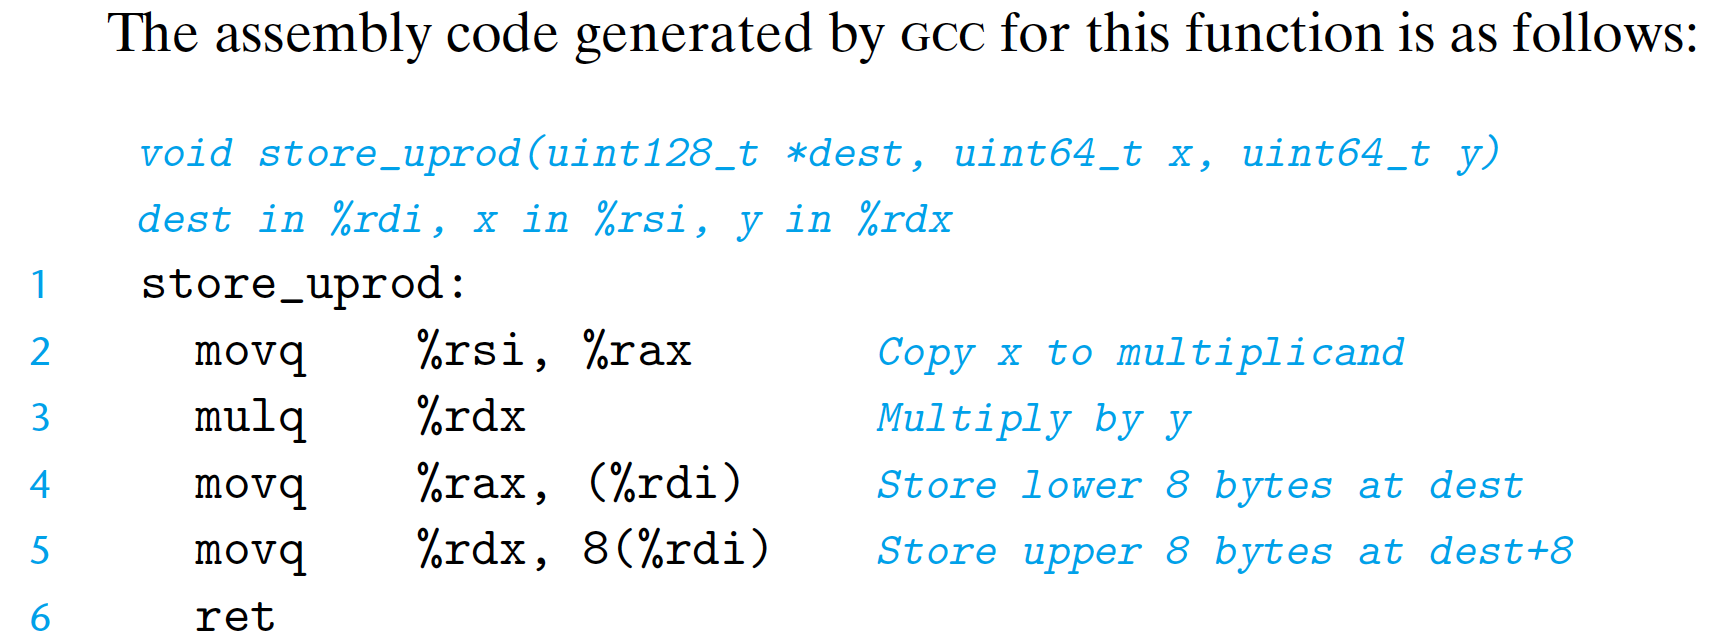 The assembly code generated by GCC for this function is as follows:
void store_uprod(uint128_t *dest, uint64_t x, uint64_t y)
dest in %rdi, x in %rsi, y in %rdx
1 store_uprod:
2 movq %rsi, %rax Copy x to multiplicand
3 mulq %rdx Multiply by y
4 movq %rax, (%rdi) Store lower 8 bytes at dest
5 movq %rdx, 8(%rdi) Store upper 8 bytes at dest+8
6 ret